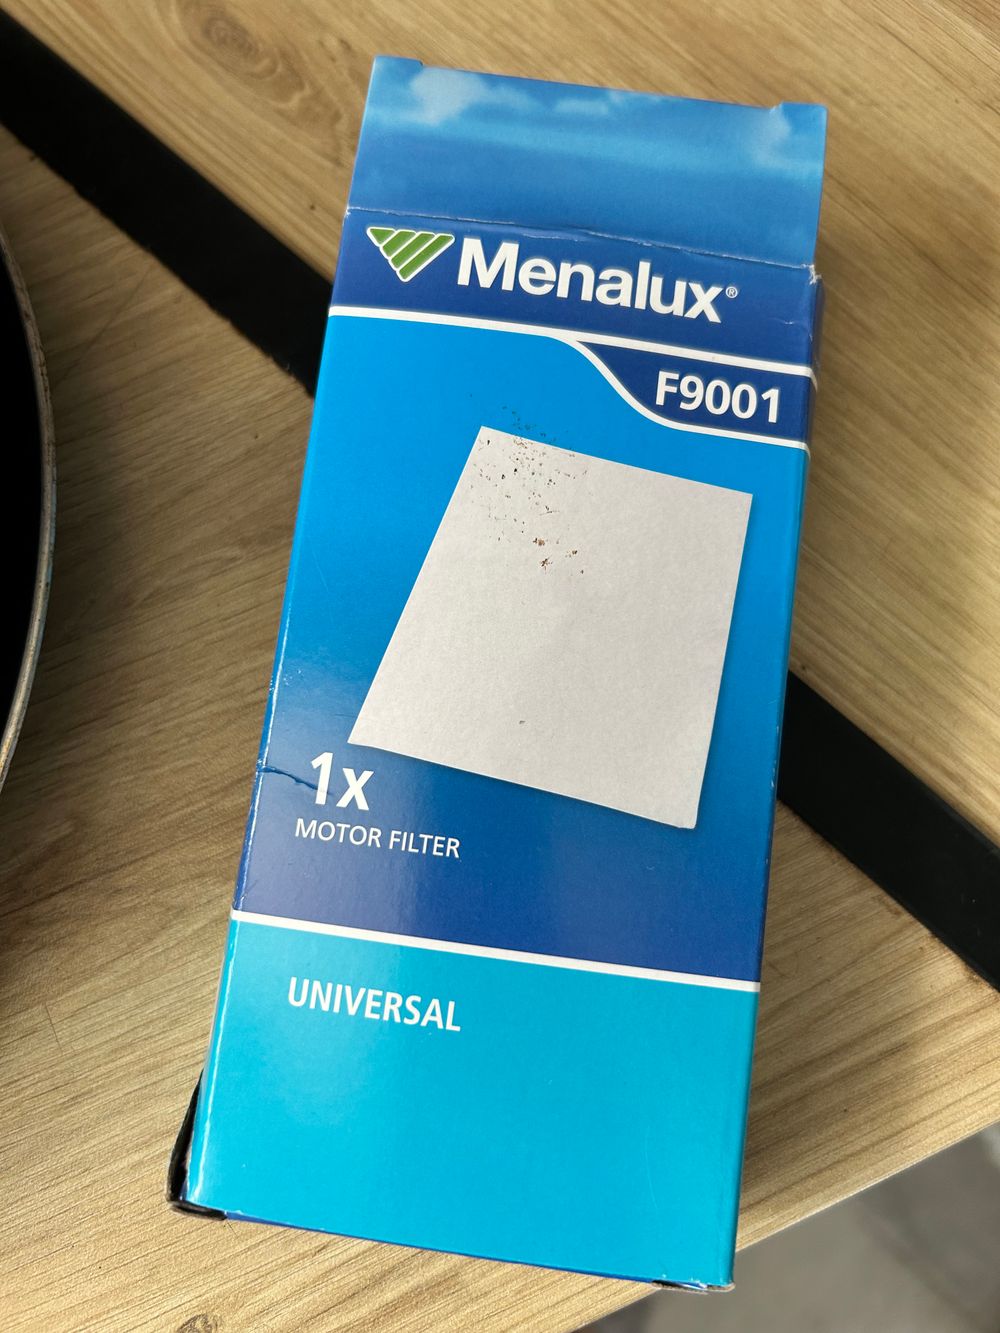 Menalux®
F9001
1x
MOTOR FILTER
UNIVERSAL